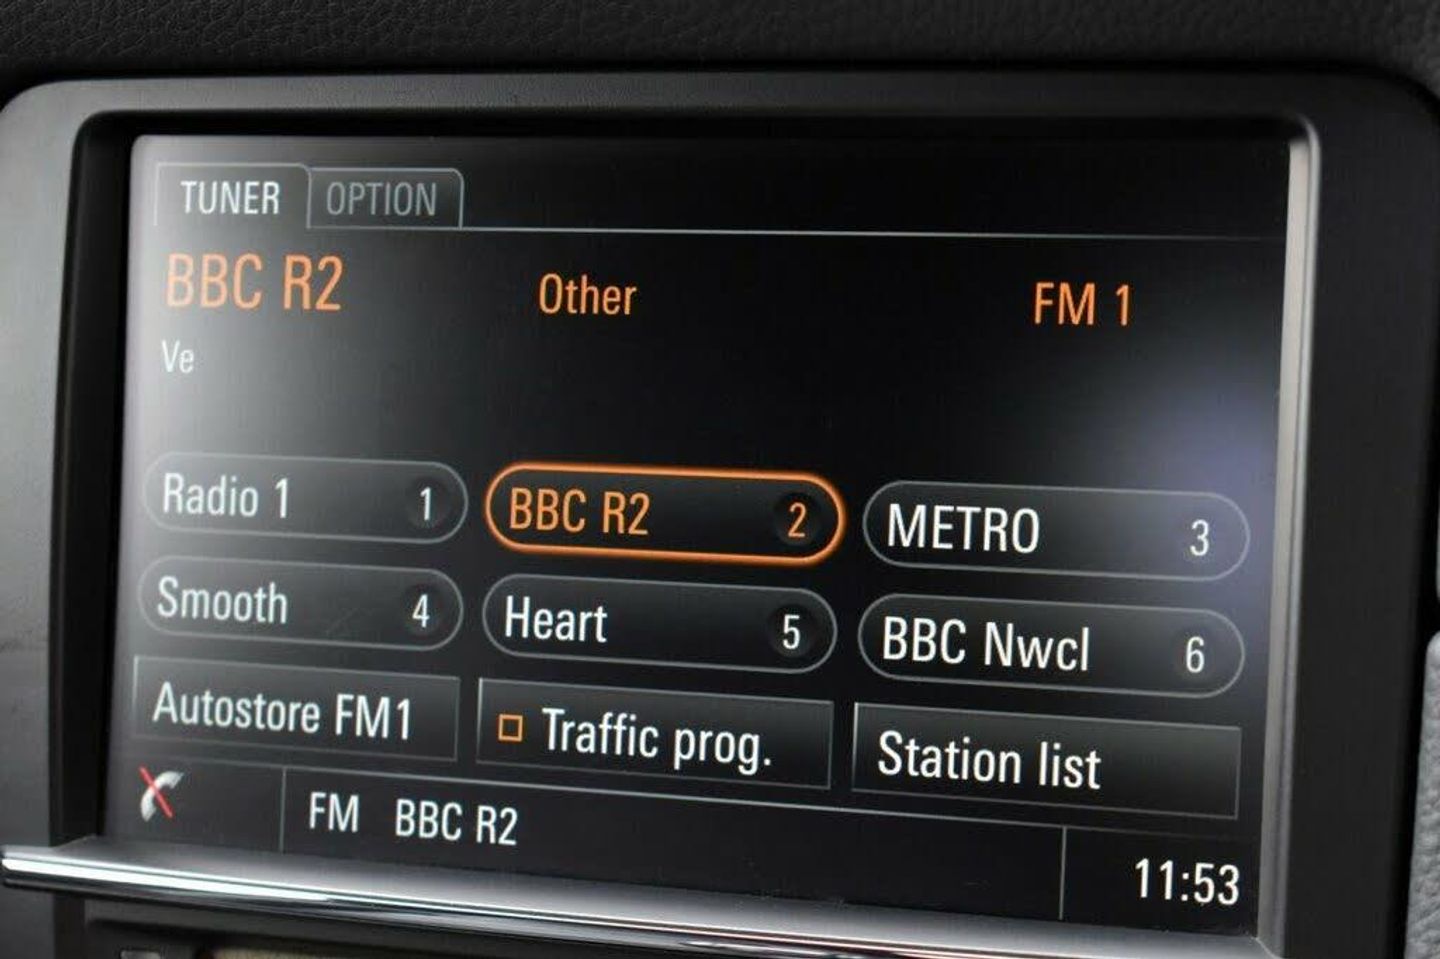 TUNER OPTION
BBC R2 Other FM 1
Ve
Radio 1 1 BBC R2 2 METRO 3
Smooth 4 Heart 5 BBC Nwcl 6
Autostore FM1 Traffic prog. Station list
FM BBC R2 11:53